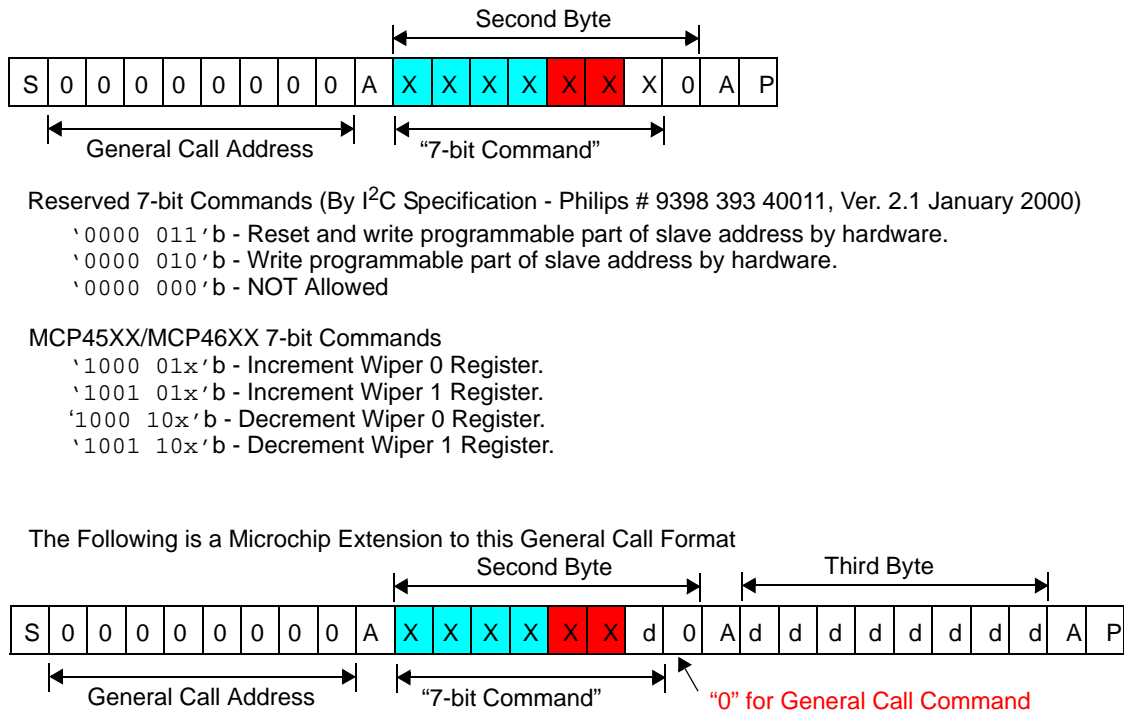 Second Byte
S 0 0 0 0 0 0 0 0 A X X X X X X X 0 A P
General Call Address “7-bit Command”
Reserved 7-bit Commands (By I2C Specification - Philips # 9398 393 40011, Ver. 2.1 January 2000)
‘0000 011’b - Reset and write programmable part of slave address by hardware.
‘0000 010’b - Write programmable part of slave address by hardware.
‘0000 000’b - NOT Allowed
MCP45XX/MCP46XX 7-bit Commands
‘1000 01x’b - Increment Wiper 0 Register.
‘1001 01x’b - Increment Wiper 1 Register.
‘1000 10x’b - Decrement Wiper 0 Register.
‘1001 10x’b - Decrement Wiper 1 Register.
The Following is a Microchip Extension to this General Call Format
Second Byte Third Byte
S 0 0 0 0 0 0 0 0 A X X X X X X d 0 A d d d d d d d d A P
General Call Address “7-bit Command” “0” for General Call Command